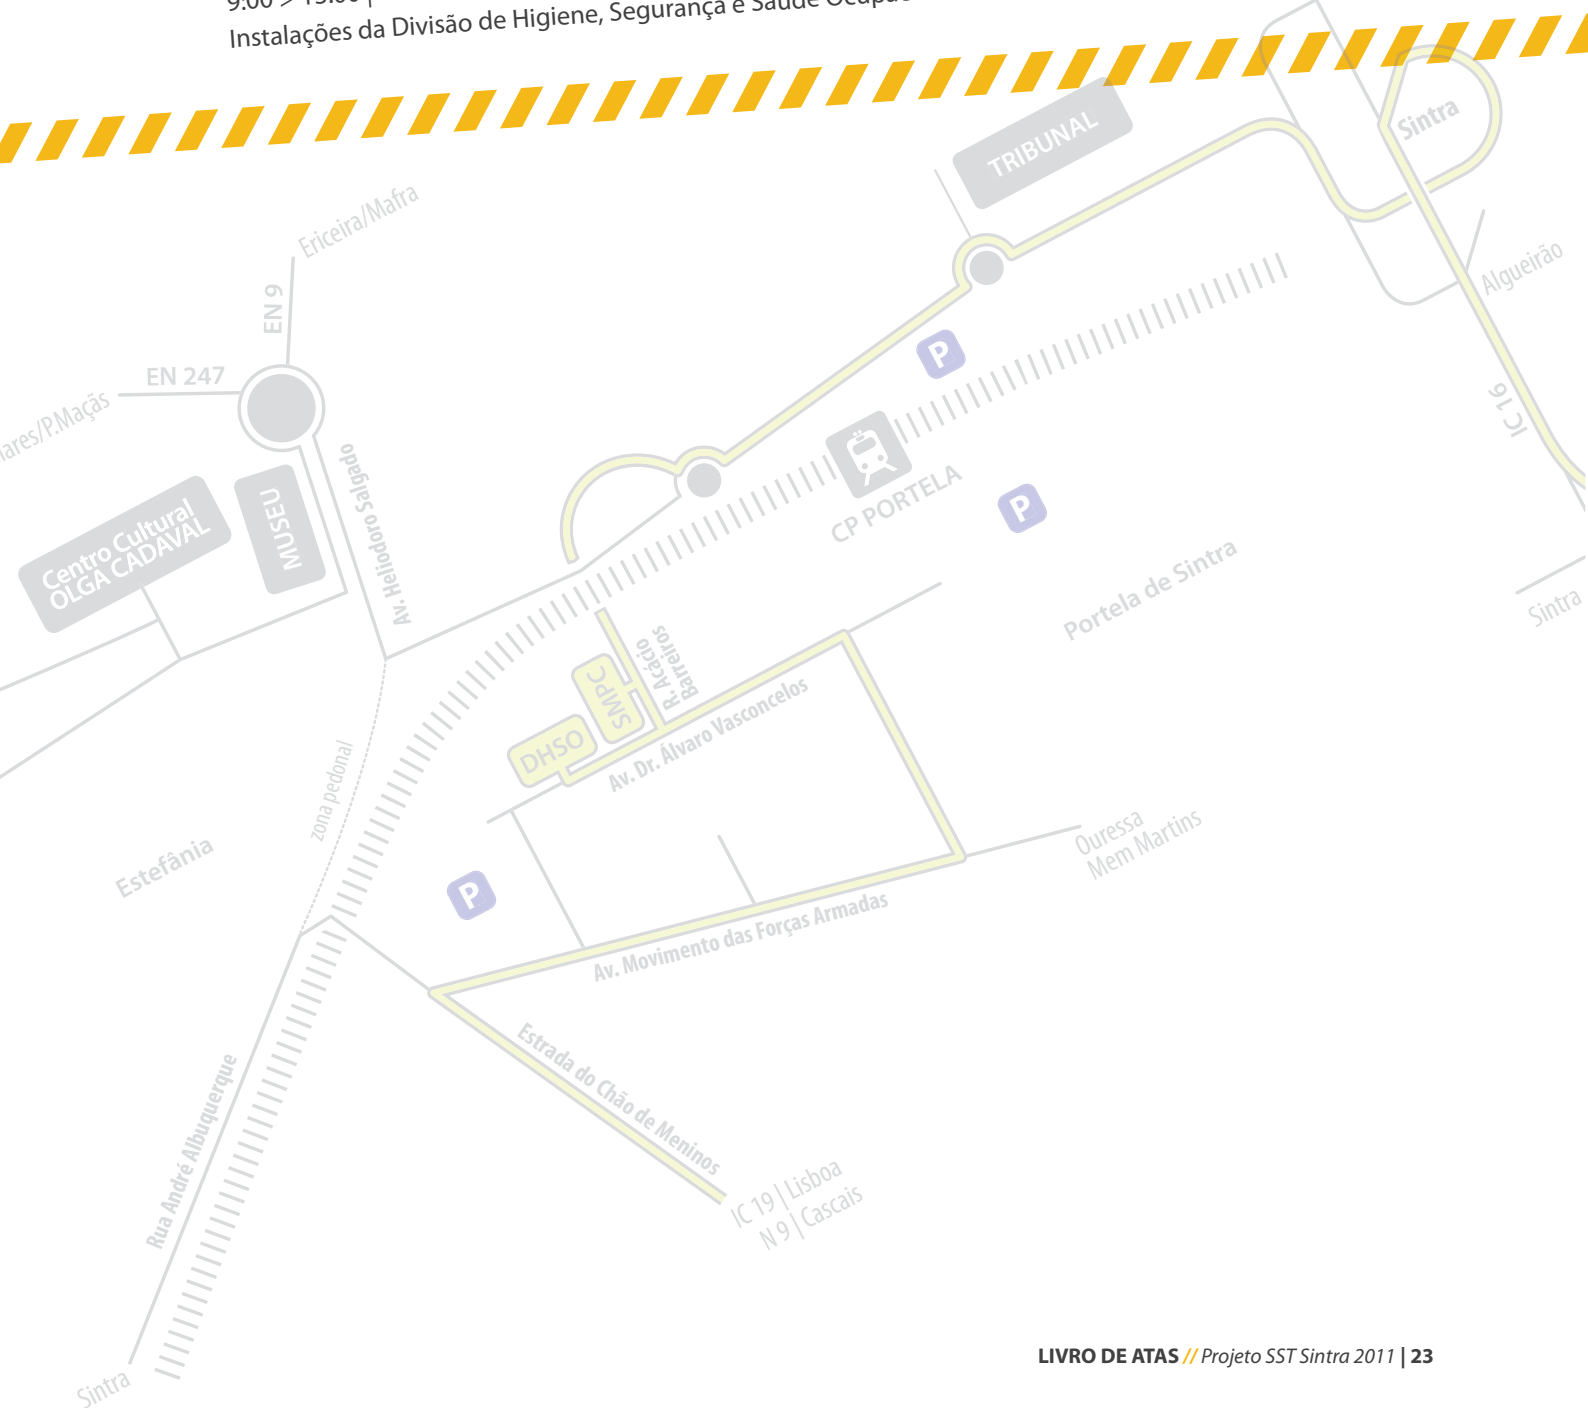 Instalações da Divisão de Higiene, Segurança e Saúde
TRIBUNAL
Sintra
Ericeira/Mafra
EN 9
Algueirão
EN 247
P
IC 16
Av. Heliodoro Salgado
Centro Cultural
OLGA CADAVAL
MUSEU
CP PORTELA
P
Portela de Sintra
Sintra
R. Acácio
Barreiros
SMPC
DHSO
Av. Dr. Álvaro Vasconcelos
zona pedonal
Estefânia
Ouressa
Mem Martins
P
Av. Movimento das Forças Armadas
Estrada do Chão de Meninos
Rua André Albuquerque
IC 19 | Lisboa
N 9 | Cascais
Sintra
LIVRO DE ATAS // Projeto SST Sintra 2011 | 23